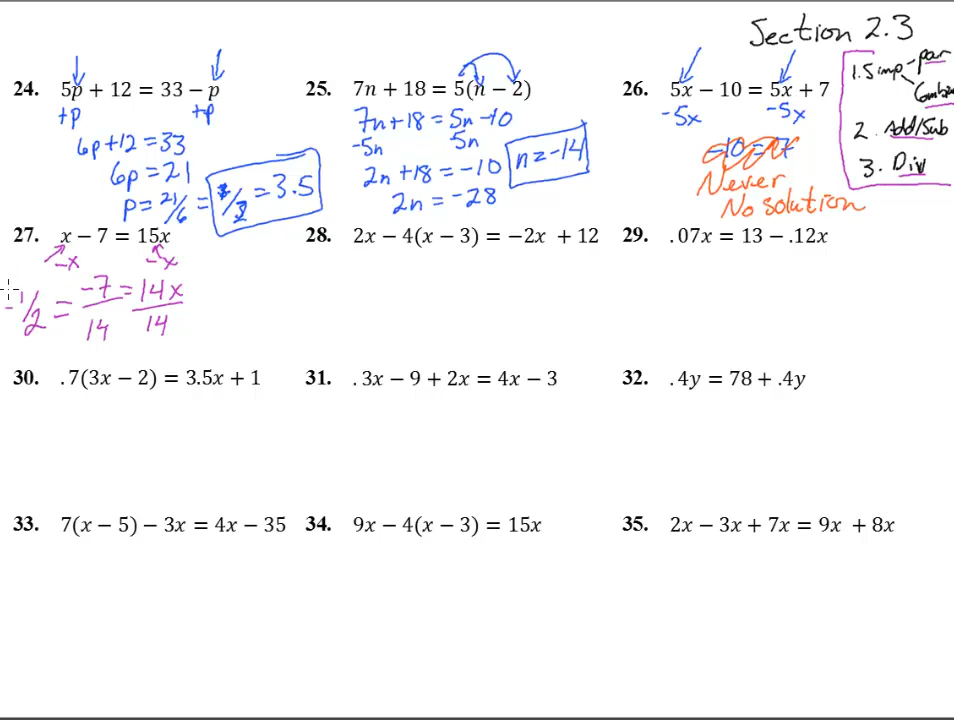 Section 2.3
1. Simp - par
Combine
2. Add/Sub
3. Div
24. 5p + 12 = 33 − p
+p +p
6p + 12 = 33
6p = 21
p = 21/6 = 7/2 = 3.5
25. 7n + 18 = 5(n − 2)
7n + 18 = 5n - 10
-5n 5n
2n + 18 = -10
2n = -28
n = -14
26. 5x − 10 = 5x + 7
-5x -5x
-10 = 7
Never
No solution
27. x − 7 = 15x
-x -x
-1/2 = -7/14 = 14x/14
28. 2x − 4(x − 3) = −2x + 12
29. .07x = 13 − .12x
30. .7(3x − 2) = 3.5x + 1
31. .3x − 9 + 2x = 4x − 3
32. .4y = 78 + .4y
33. 7(x − 5) − 3x = 4x − 35
34. 9x − 4(x − 3) = 15x
35. 2x − 3x + 7x = 9x + 8x